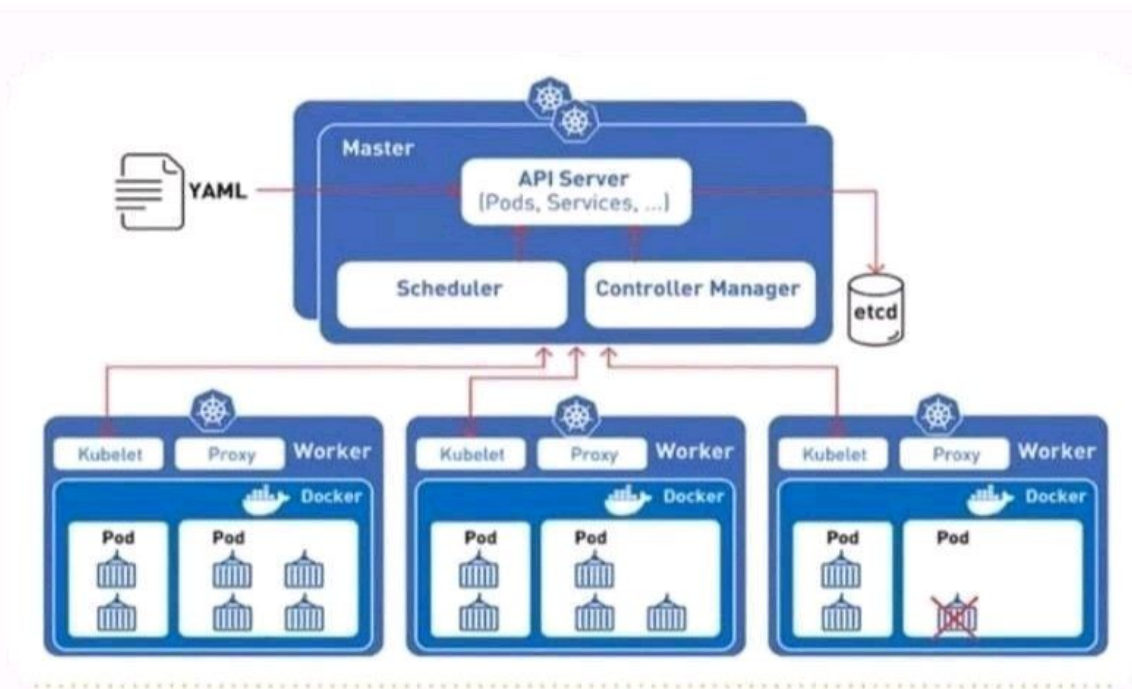 Master
YAML
API Server
(Pods, Services, ...)
Scheduler
Controller Manager
etcd
Kubelet
Proxy
Worker
Docker
Pod
Pod
Kubelet
Proxy
Worker
Docker
Pod
Pod
Kubelet
Proxy
Worker
Docker
Pod
Pod